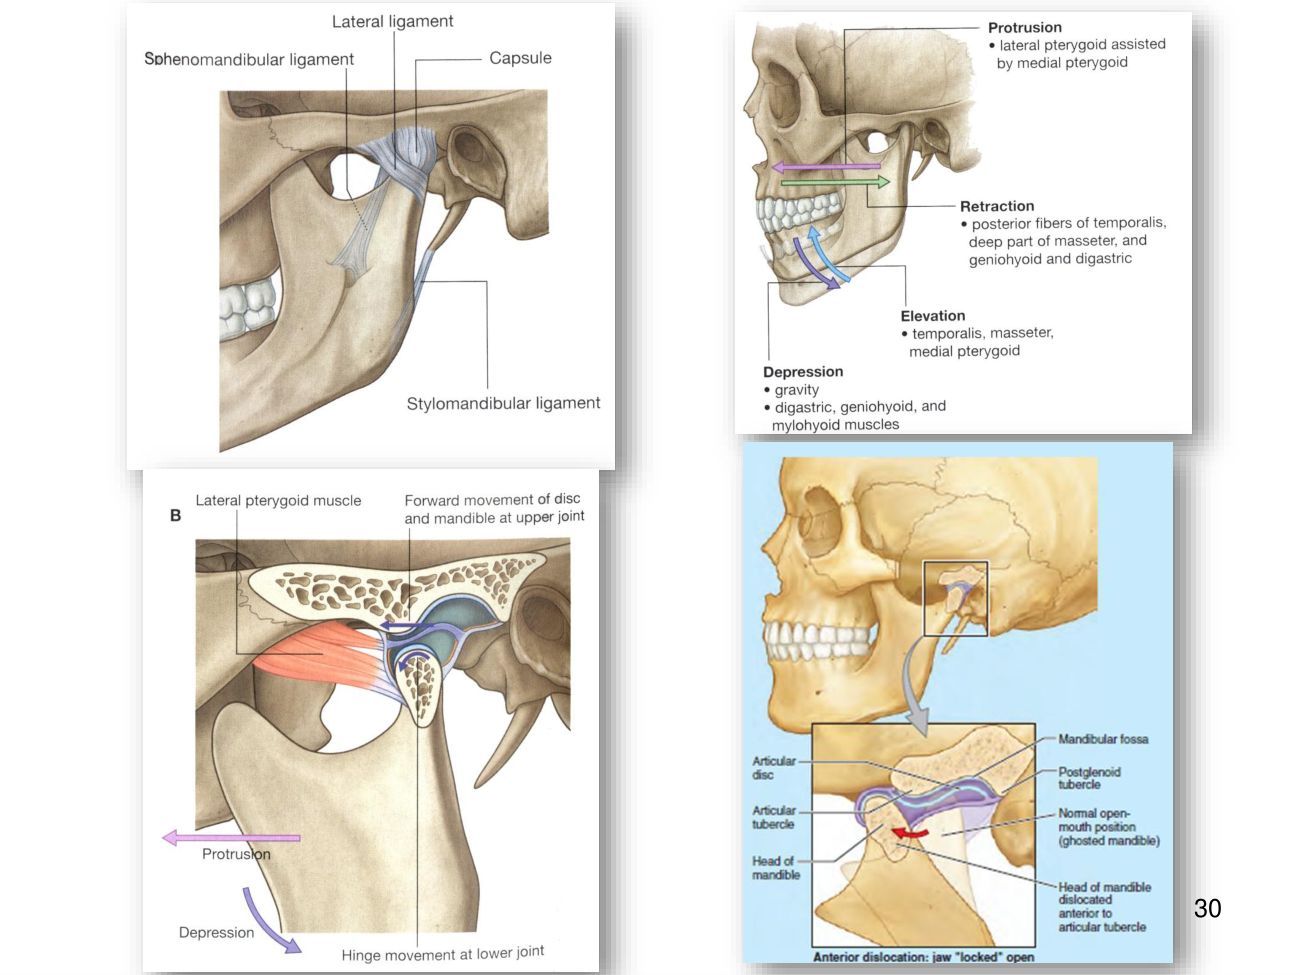 Lateral ligament
Sphenomandibular ligament
Capsule
Stylomandibular ligament
Protrusion
• lateral pterygoid assisted
by medial pterygoid
Retraction
• posterior fibers of temporalis,
deep part of masseter, and
geniohyoid and digastric
Elevation
• temporalis, masseter,
medial pterygoid
Depression
• gravity
• digastric, geniohyoid, and
mylohyoid muscles
B
Lateral pterygoid muscle
Forward movement of disc
and mandible at upper joint
Protrusion
Depression
Hinge movement at lower joint
Articular
disc
Articular
tubercle
Head of
mandible
Mandibular fossa
Postglenoid
tubercle
Normal open-
mouth position
(ghosted mandible)
Head of mandible
dislocated
anterior to
articular tubercle
Anterior dislocation: jaw "locked" open
30